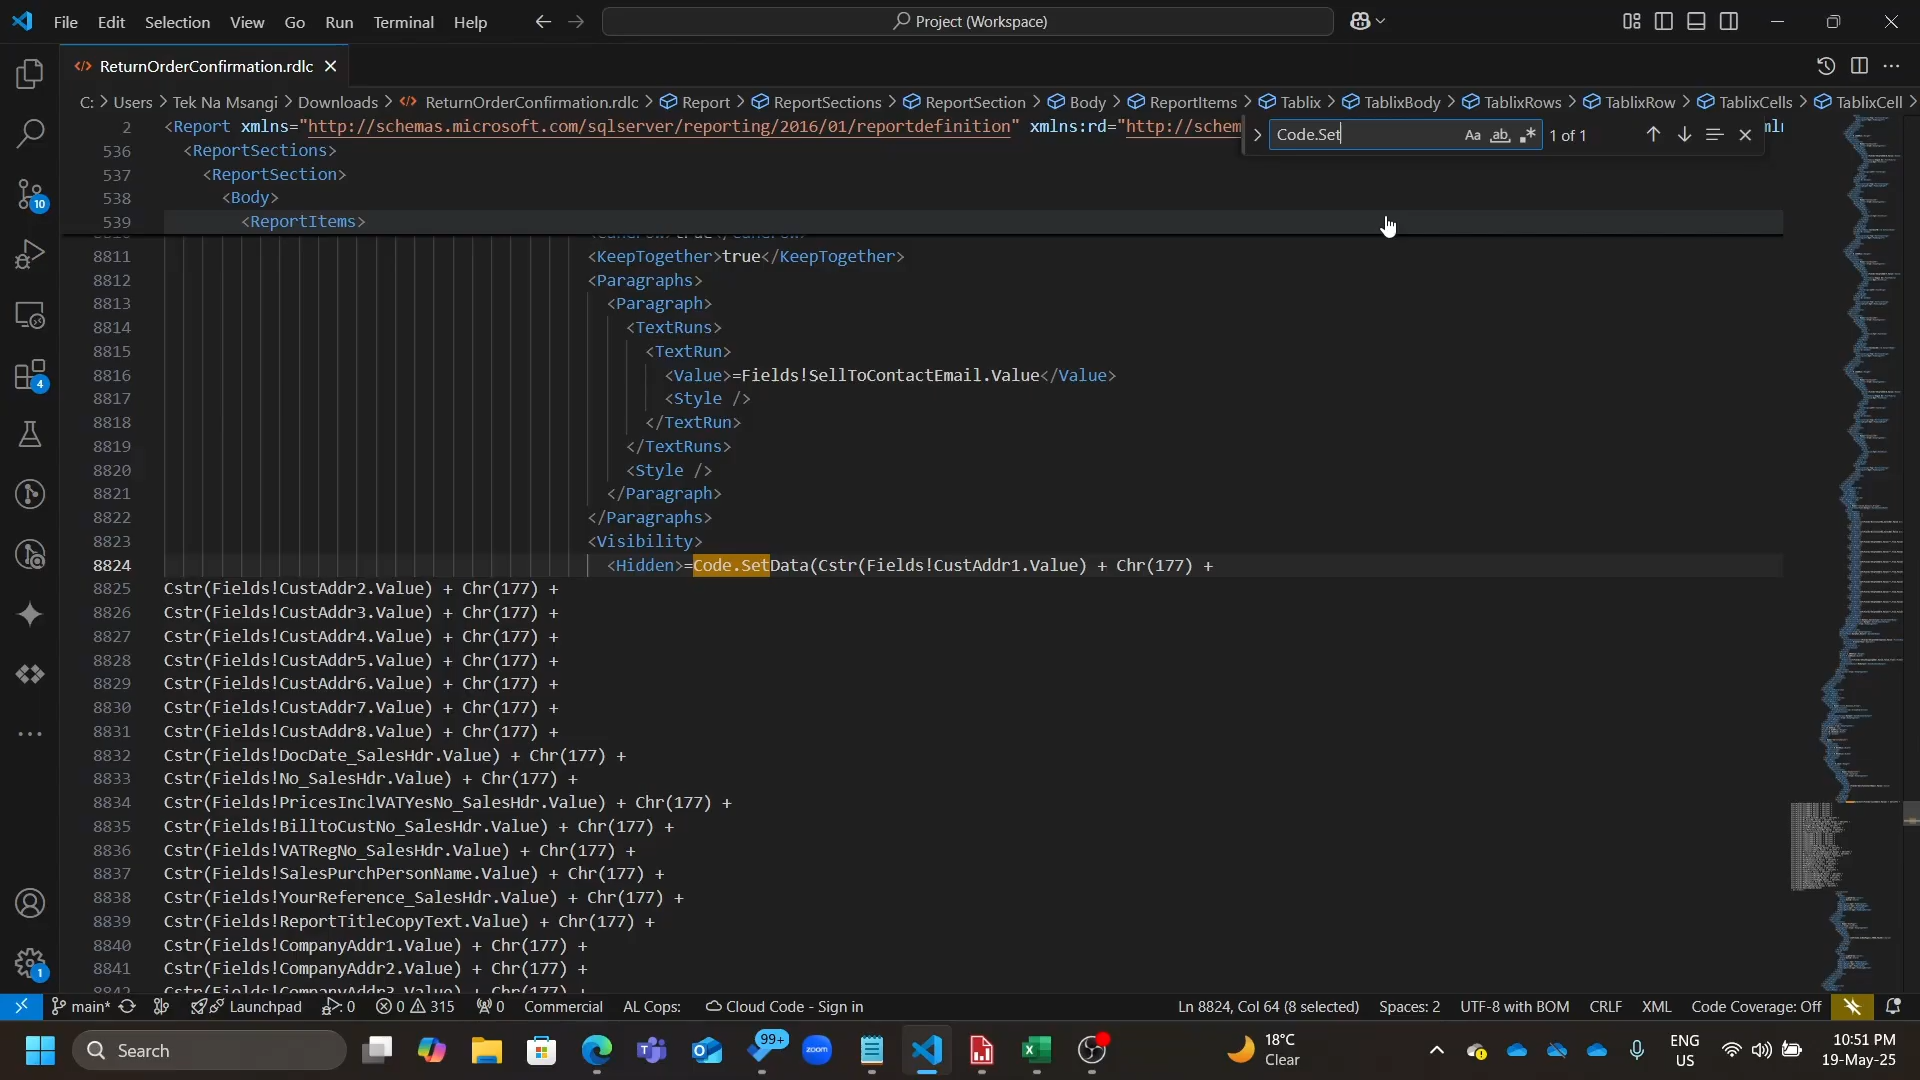 File Edit Selection View Go Run Terminal Help
Project (Workspace)
ReturnOrderConfirmation.rdlc
C: > Users > Tek Na Msangi > Downloads > ReturnOrderConfirmation.rdlc > Report > ReportSections > ReportSection > Body > ReportItems > Tablix > TablixBody > TablixRows > TablixRow > TablixCells > TablixCell >
Code.Set
Aa ab 1 of 1
2 <Report xmlns="http://schemas.microsoft.com/sqlserver/reporting/2016/01/reportdefinition" xmlns:rd="http://schem
536 <ReportSections>
537 <ReportSection>
538 <Body>
539 <ReportItems>
8811 <KeepTogether>true</KeepTogether>
8812 <Paragraphs>
8813 <Paragraph>
8814 <TextRuns>
8815 <TextRun>
8816 <Value>=Fields!SellToContactEmail.Value</Value>
8817 <Style />
8818 </TextRun>
8819 </TextRuns>
8820 <Style />
8821 </Paragraph>
8822 </Paragraphs>
8823 <Visibility>
8824 <Hidden>=Code.SetData(Cstr(Fields!CustAddr1.Value) + Chr(177) +
8825 Cstr(Fields!CustAddr2.Value) + Chr(177) +
8826 Cstr(Fields!CustAddr3.Value) + Chr(177) +
8827 Cstr(Fields!CustAddr4.Value) + Chr(177) +
8828 Cstr(Fields!CustAddr5.Value) + Chr(177) +
8829 Cstr(Fields!CustAddr6.Value) + Chr(177) +
8830 Cstr(Fields!CustAddr7.Value) + Chr(177) +
8831 Cstr(Fields!CustAddr8.Value) + Chr(177) +
8832 Cstr(Fields!DocDate_SalesHdr.Value) + Chr(177) +
8833 Cstr(Fields!No_SalesHdr.Value) + Chr(177) +
8834 Cstr(Fields!PricesInclVATYesNo_SalesHdr.Value) + Chr(177) +
8835 Cstr(Fields!BilltoCustNo_SalesHdr.Value) + Chr(177) +
8836 Cstr(Fields!VATRegNo_SalesHdr.Value) + Chr(177) +
8837 Cstr(Fields!SalesPurchPersonName.Value) + Chr(177) +
8838 Cstr(Fields!YourReference_SalesHdr.Value) + Chr(177) +
8839 Cstr(Fields!ReportTitleCopyText.Value) + Chr(177) +
8840 Cstr(Fields!CompanyAddr1.Value) + Chr(177) +
8841 Cstr(Fields!CompanyAddr2.Value) + Chr(177) +
10
4
1
main* Launchpad 0 0 315 0 Commercial AL Cops: Cloud Code - Sign in
Ln 8824, Col 64 (8 selected) Spaces: 2 UTF-8 with BOM CRLF XML Code Coverage: Off
Search
99+
zoom
18°C
Clear
ENG
US
10:51 PM
19-May-25